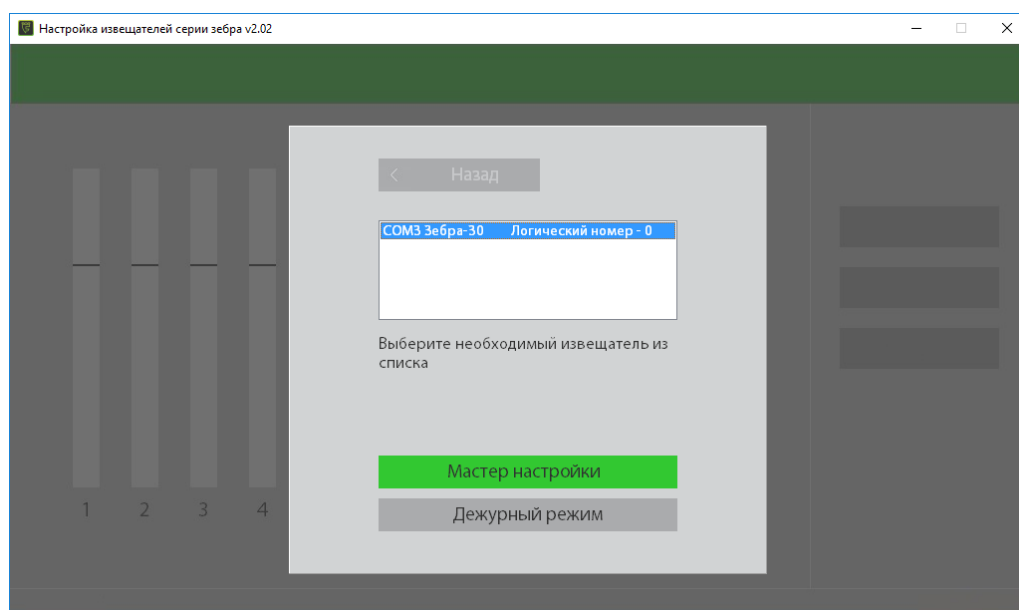 Настройка извещателей серии зебра v2.02
Назад
COM3 Зебра-30 Логический номер - 0
Выберите необходимый извещатель из
списка
Мастер настройки
Дежурный режим
1 2 3 4